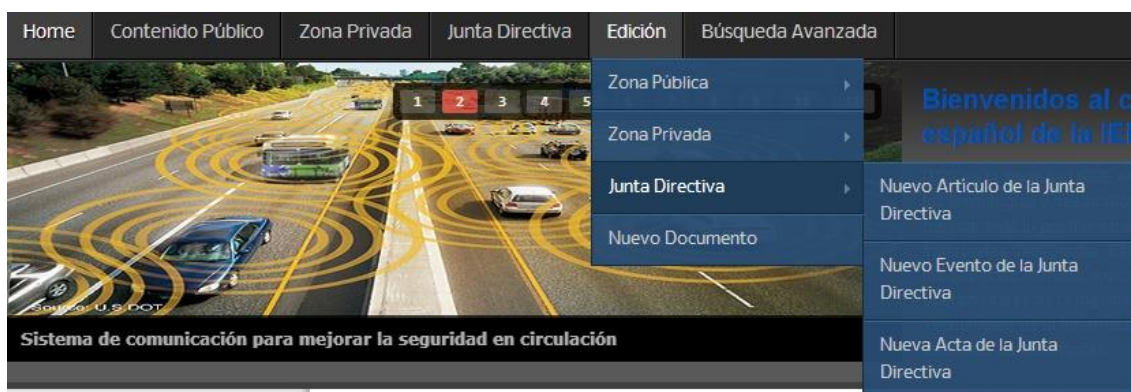 Home Contenido Público Zona Privada Junta Directiva Edición Búsqueda Avanzada
Zona Pública
1 2 3 4 5
Bienvenidos al
Zona Privada
español de la
Junta Directiva
Nuevo Articulo de la Junta
Directiva
Nuevo Documento
Nuevo Evento de la Junta
Directiva
Source: U.S DOT
Sistema de comunicación para mejorar la seguridad en circulación
Nueva Acta de la Junta
Directiva